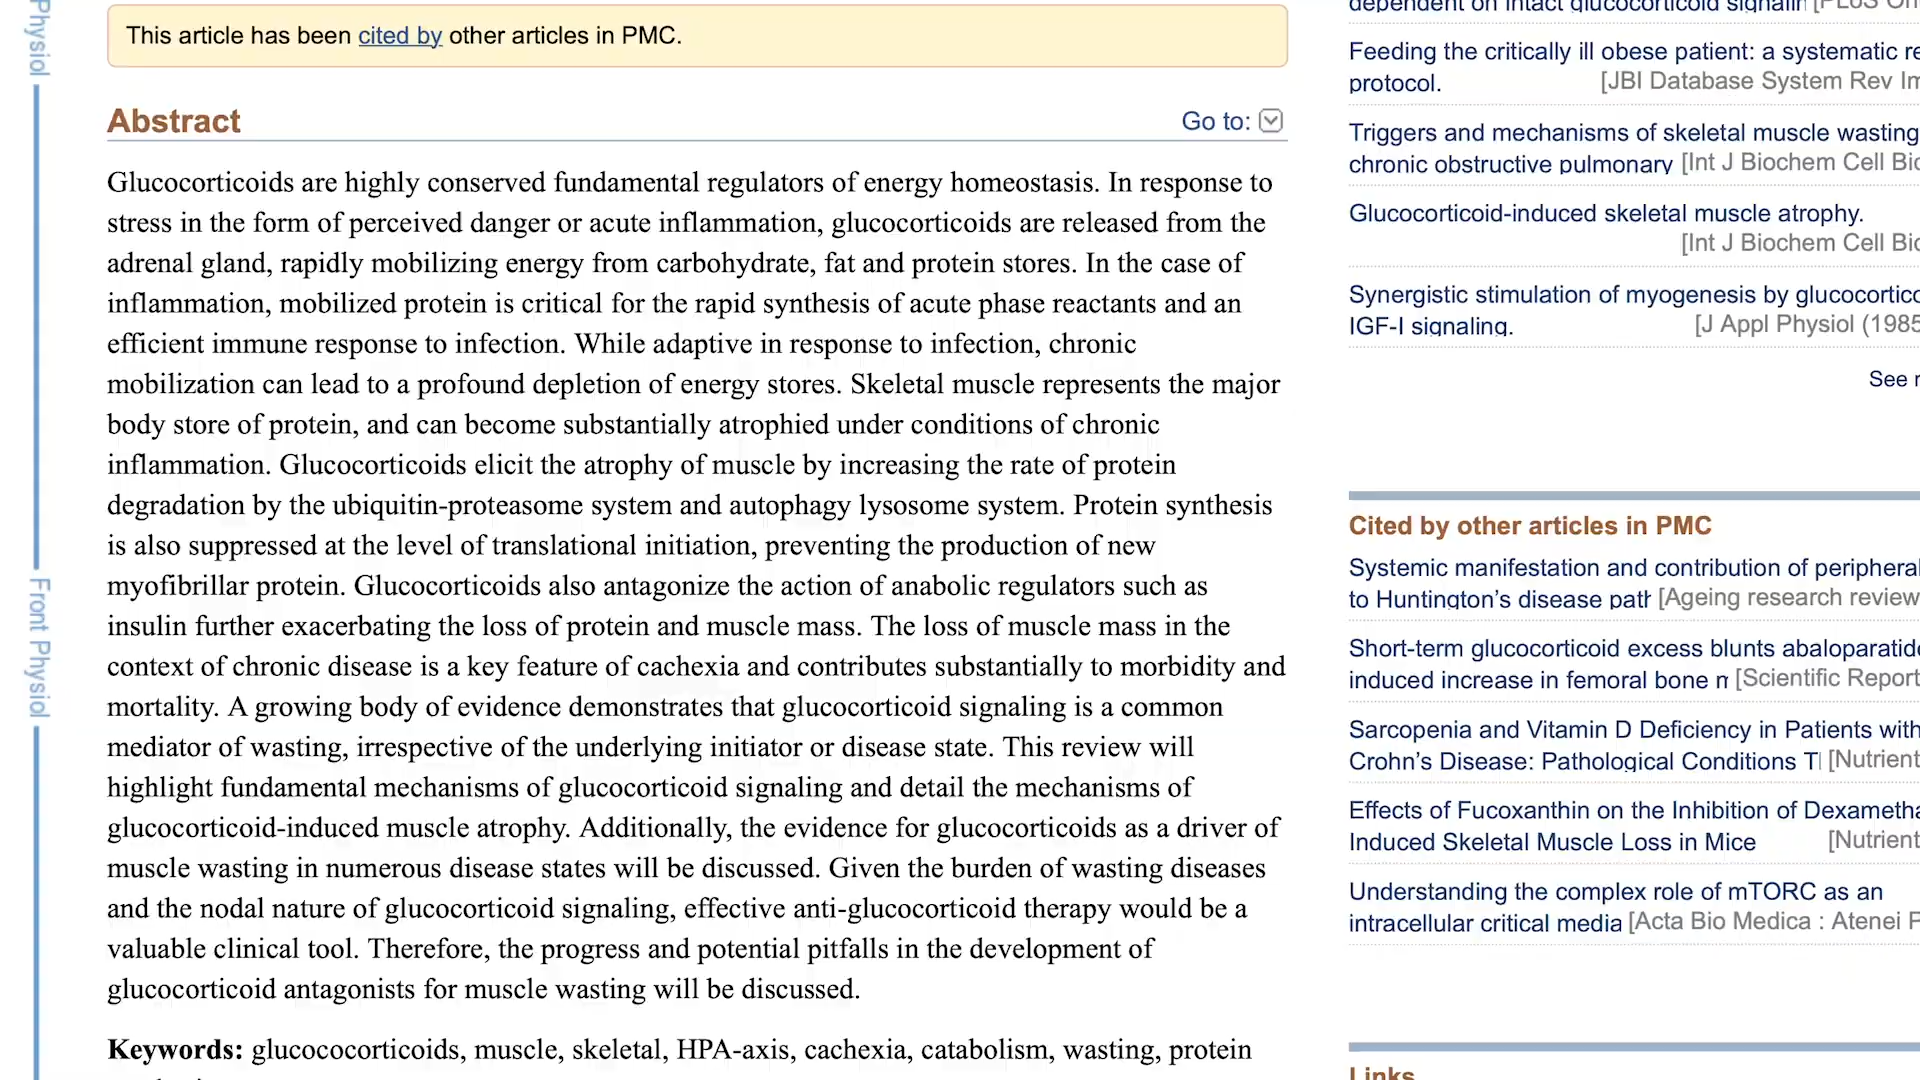 Physiol
Front Physiol
This article has been cited by other articles in PMC.
Abstract
Go to:
Glucocorticoids are highly conserved fundamental regulators of energy homeostasis. In response to
stress in the form of perceived danger or acute inflammation, glucocorticoids are released from the
adrenal gland, rapidly mobilizing energy from carbohydrate, fat and protein stores. In the case of
inflammation, mobilized protein is critical for the rapid synthesis of acute phase reactants and an
efficient immune response to infection. While adaptive in response to infection, chronic
mobilization can lead to a profound depletion of energy stores. Skeletal muscle represents the major
body store of protein, and can become substantially atrophied under conditions of chronic
inflammation. Glucocorticoids elicit the atrophy of muscle by increasing the rate of protein
degradation by the ubiquitin-proteasome system and autophagy lysosome system. Protein synthesis
is also suppressed at the level of translational initiation, preventing the production of new
myofibrillar protein. Glucocorticoids also antagonize the action of anabolic regulators such as
insulin further exacerbating the loss of protein and muscle mass. The loss of muscle mass in the
context of chronic disease is a key feature of cachexia and contributes substantially to morbidity and
mortality. A growing body of evidence demonstrates that glucocorticoid signaling is a common
mediator of wasting, irrespective of the underlying initiator or disease state. This review will
highlight fundamental mechanisms of glucocorticoid signaling and detail the mechanisms of
glucocorticoid-induced muscle atrophy. Additionally, the evidence for glucocorticoids as a driver of
muscle wasting in numerous disease states will be discussed. Given the burden of wasting diseases
and the nodal nature of glucocorticoid signaling, effective anti-glucocorticoid therapy would be a
valuable clinical tool. Therefore, the progress and potential pitfalls in the development of
glucocorticoid antagonists for muscle wasting will be discussed.
Keywords: glucococorticoids, muscle, skeletal, HPA-axis, cachexia, catabolism, wasting, protein
dependent on intact glucocorticoid signalin [PLoS
Feeding the critically ill obese patient: a systematic re
protocol. [JBI Database System Rev Im
Triggers and mechanisms of skeletal muscle wasting
chronic obstructive pulmonary [Int J Biochem Cell Bio
Glucocorticoid-induced skeletal muscle atrophy.
[Int J Biochem Cell Bio
Synergistic stimulation of myogenesis by glucocortico
IGF-I signaling. [J Appl Physiol (1985
See
Cited by other articles in PMC
Systemic manifestation and contribution of peripheral
to Huntington's disease path [Ageing research review
Short-term glucocorticoid excess blunts abaloparatide
induced increase in femoral bone m [Scientific Report
Sarcopenia and Vitamin D Deficiency in Patients with
Crohn's Disease: Pathological Conditions T [Nutrient
Effects of Fucoxanthin on the Inhibition of Dexametha
Induced Skeletal Muscle Loss in Mice [Nutrient
Understanding the complex role of mTORC as an
intracellular critical media [Acta Bio Medica : Atenei P
Links